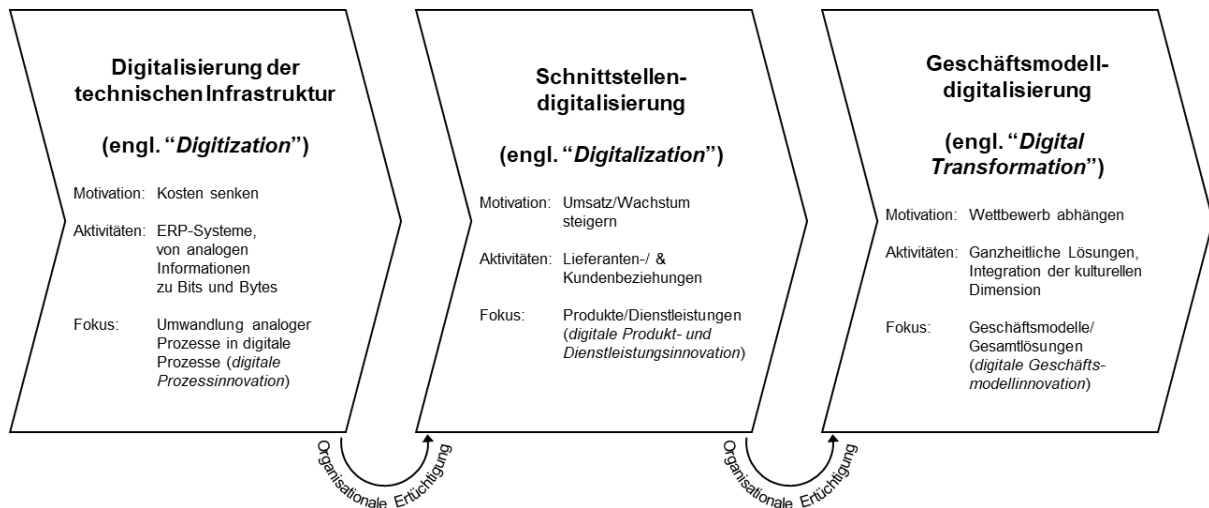 Digitalisierung der
technischen Infrastruktur
(engl. “Digitization”)
Motivation: Kosten senken
Aktivitäten: ERP-Systeme,
von analogen
Informationen
zu Bits und Bytes
Fokus: Umwandlung analoger
Prozesse in digitale
Prozesse (digitale
Prozessinnovation)
Organisationale Ertüchtigung
Schnittstellen-
digitalisierung
(engl. “Digitalization”)
Motivation: Umsatz/Wachstum
steigern
Aktivitäten: Lieferanten-/ &
Kundenbeziehungen
Fokus: Produkte/Dienstleistungen
(digitale Produkt- und
Dienstleistungsinnovation)
Organisationale Ertüchtigung
Geschäftsmodell-
digitalisierung
(engl. “Digital
Transformation”)
Motivation: Wettbewerb abhängen
Aktivitäten: Ganzheitliche Lösungen,
Integration der kulturellen
Dimension
Fokus: Geschäftsmodelle/
Gesamtlösungen
(digitale Geschäfts-
modellinnovation)